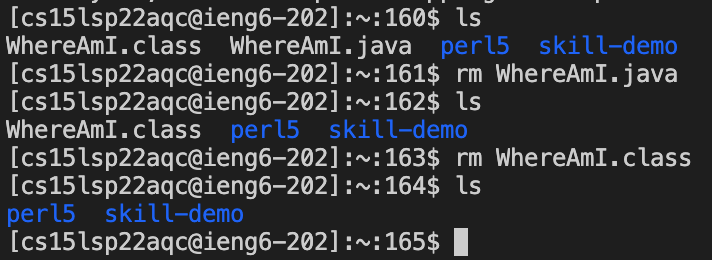 [cs15lsp22aqc@ieng6-202]:~:160$ ls
WhereAmI.class  WhereAmI.java  perl5  skill-demo
[cs15lsp22aqc@ieng6-202]:~:161$ rm WhereAmI.java
[cs15lsp22aqc@ieng6-202]:~:162$ ls
WhereAmI.class  perl5  skill-demo
[cs15lsp22aqc@ieng6-202]:~:163$ rm WhereAmI.class
[cs15lsp22aqc@ieng6-202]:~:164$ ls
perl5  skill-demo
[cs15lsp22aqc@ieng6-202]:~:165$